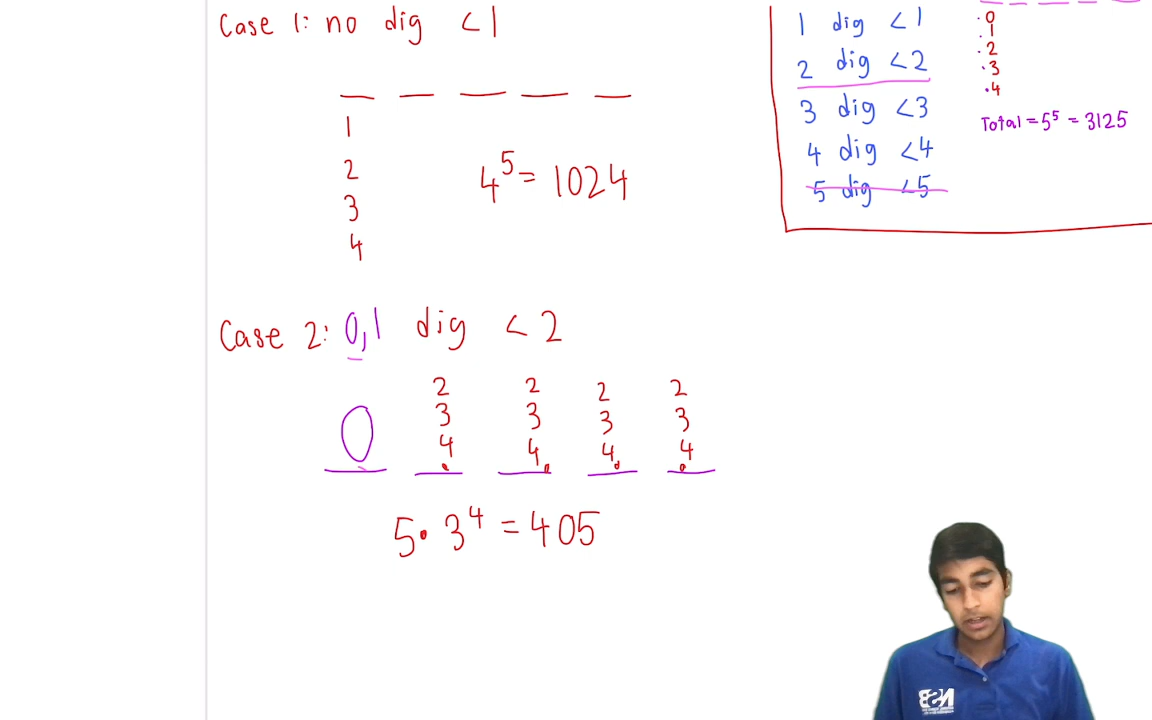 Case 1: no dig < 1
1
2
3
4
4^5 = 1024
1 dig < 1
2 dig < 2
3 dig < 3
4 dig < 4
5 dig < 5
· 0
· 1
· 2
· 3
· 4
Total = 5^5 = 3125
Case 2: 0,1 dig < 2
2 2 2 2
3 3 3 3
0 4 4 4 4
5 · 3^4 = 405